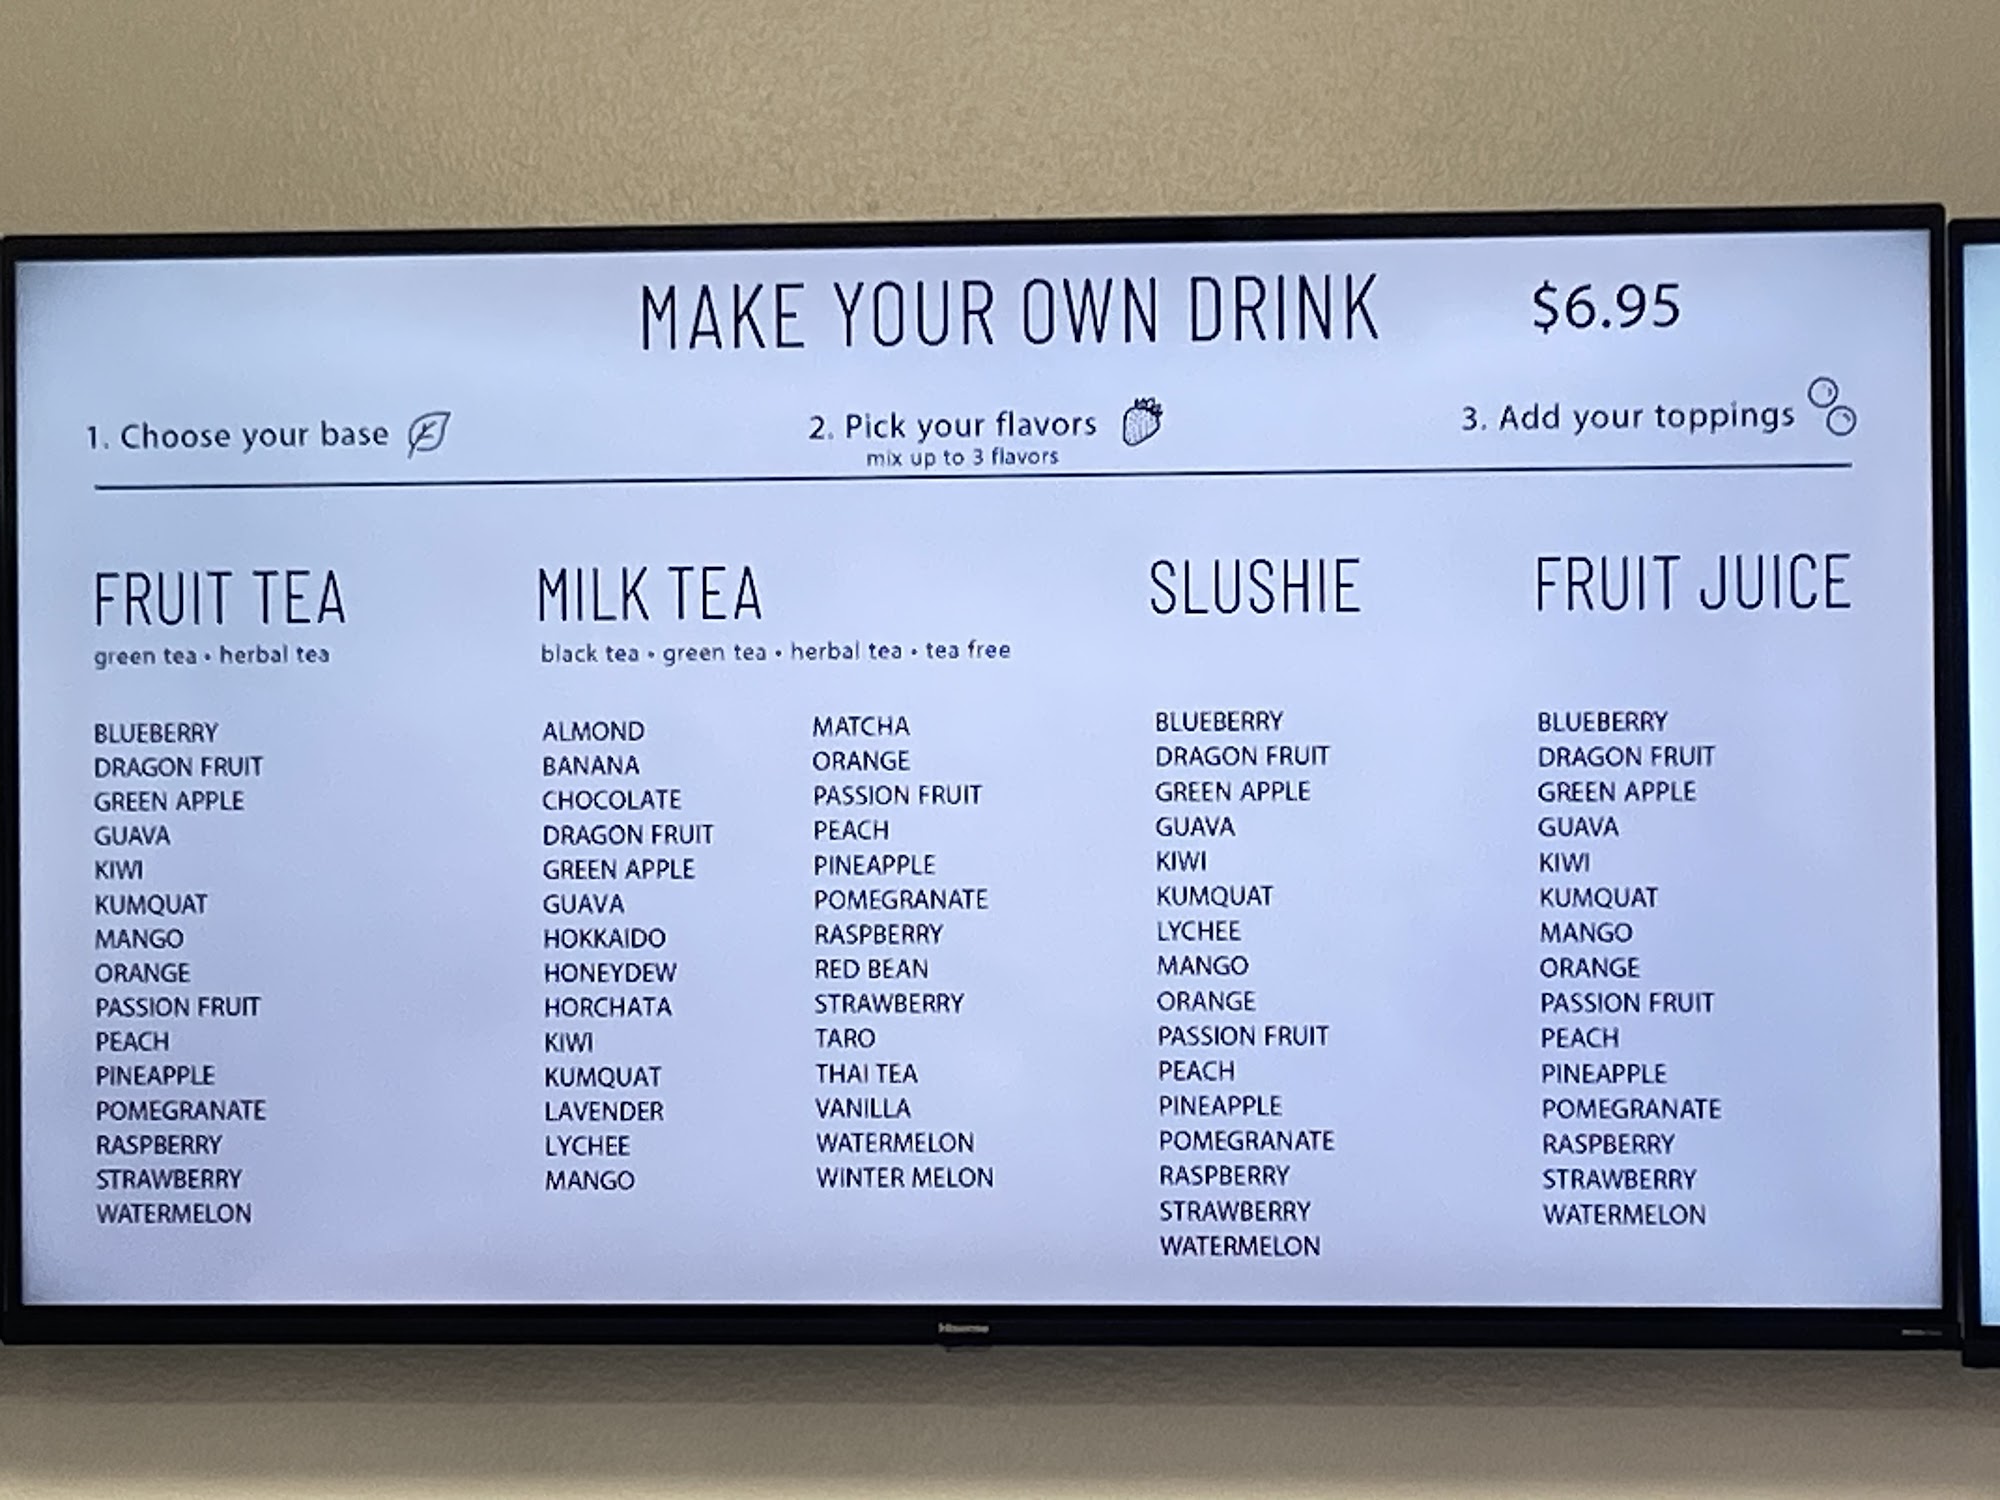 MAKE YOUR OWN DRINK $6.95
1. Choose your base
2. Pick your flavors
mix up to 3 flavors
3. Add your toppings
FRUIT TEA
green tea • herbal tea
BLUEBERRY
DRAGON FRUIT
GREEN APPLE
GUAVA
KIWI
KUMQUAT
MANGO
ORANGE
PASSION FRUIT
PEACH
PINEAPPLE
POMEGRANATE
RASPBERRY
STRAWBERRY
WATERMELON
MILK TEA
black tea • green tea • herbal tea • tea free
ALMOND
BANANA
CHOCOLATE
DRAGON FRUIT
GREEN APPLE
GUAVA
HOKKAIDO
HONEYDEW
HORCHATA
KIWI
KUMQUAT
LAVENDER
LYCHEE
MANGO
MATCHA
ORANGE
PASSION FRUIT
PEACH
PINEAPPLE
POMEGRANATE
RASPBERRY
RED BEAN
STRAWBERRY
TARO
THAI TEA
VANILLA
WATERMELON
WINTER MELON
SLUSHIE
BLUEBERRY
DRAGON FRUIT
GREEN APPLE
GUAVA
KIWI
KUMQUAT
LYCHEE
MANGO
ORANGE
PASSION FRUIT
PEACH
PINEAPPLE
POMEGRANATE
RASPBERRY
STRAWBERRY
WATERMELON
FRUIT JUICE
BLUEBERRY
DRAGON FRUIT
GREEN APPLE
GUAVA
KIWI
KUMQUAT
MANGO
ORANGE
PASSION FRUIT
PEACH
PINEAPPLE
POMEGRANATE
RASPBERRY
STRAWBERRY
WATERMELON
Hisense